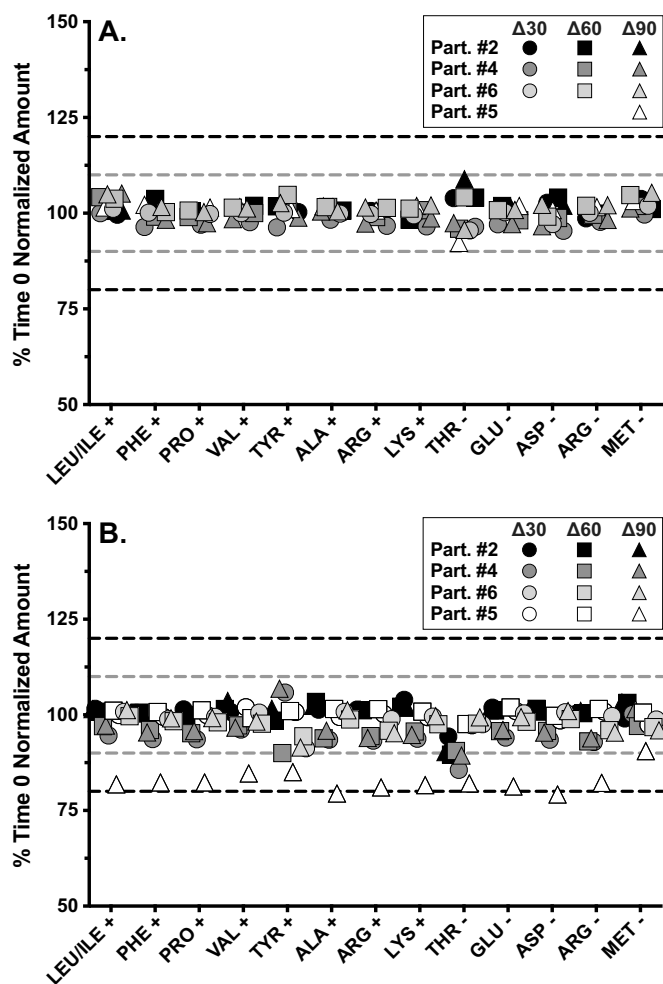 A.
Δ30 Δ60 Δ90
Part. #2
Part. #4
Part. #6
Part. #5
% Time 0 Normalized Amount
150
125
100
75
50
LEU/ILE +
PHE +
PRO +
VAL +
TYR +
ALA +
ARG +
LYS +
THR -
GLU -
ASP -
ARG -
MET -
B.
Δ30 Δ60 Δ90
Part. #2
Part. #4
Part. #6
Part. #5
% Time 0 Normalized Amount
150
125
100
75
50
LEU/ILE +
PHE +
PRO +
VAL +
TYR +
ALA +
ARG +
LYS +
THR -
GLU -
ASP -
ARG -
MET -